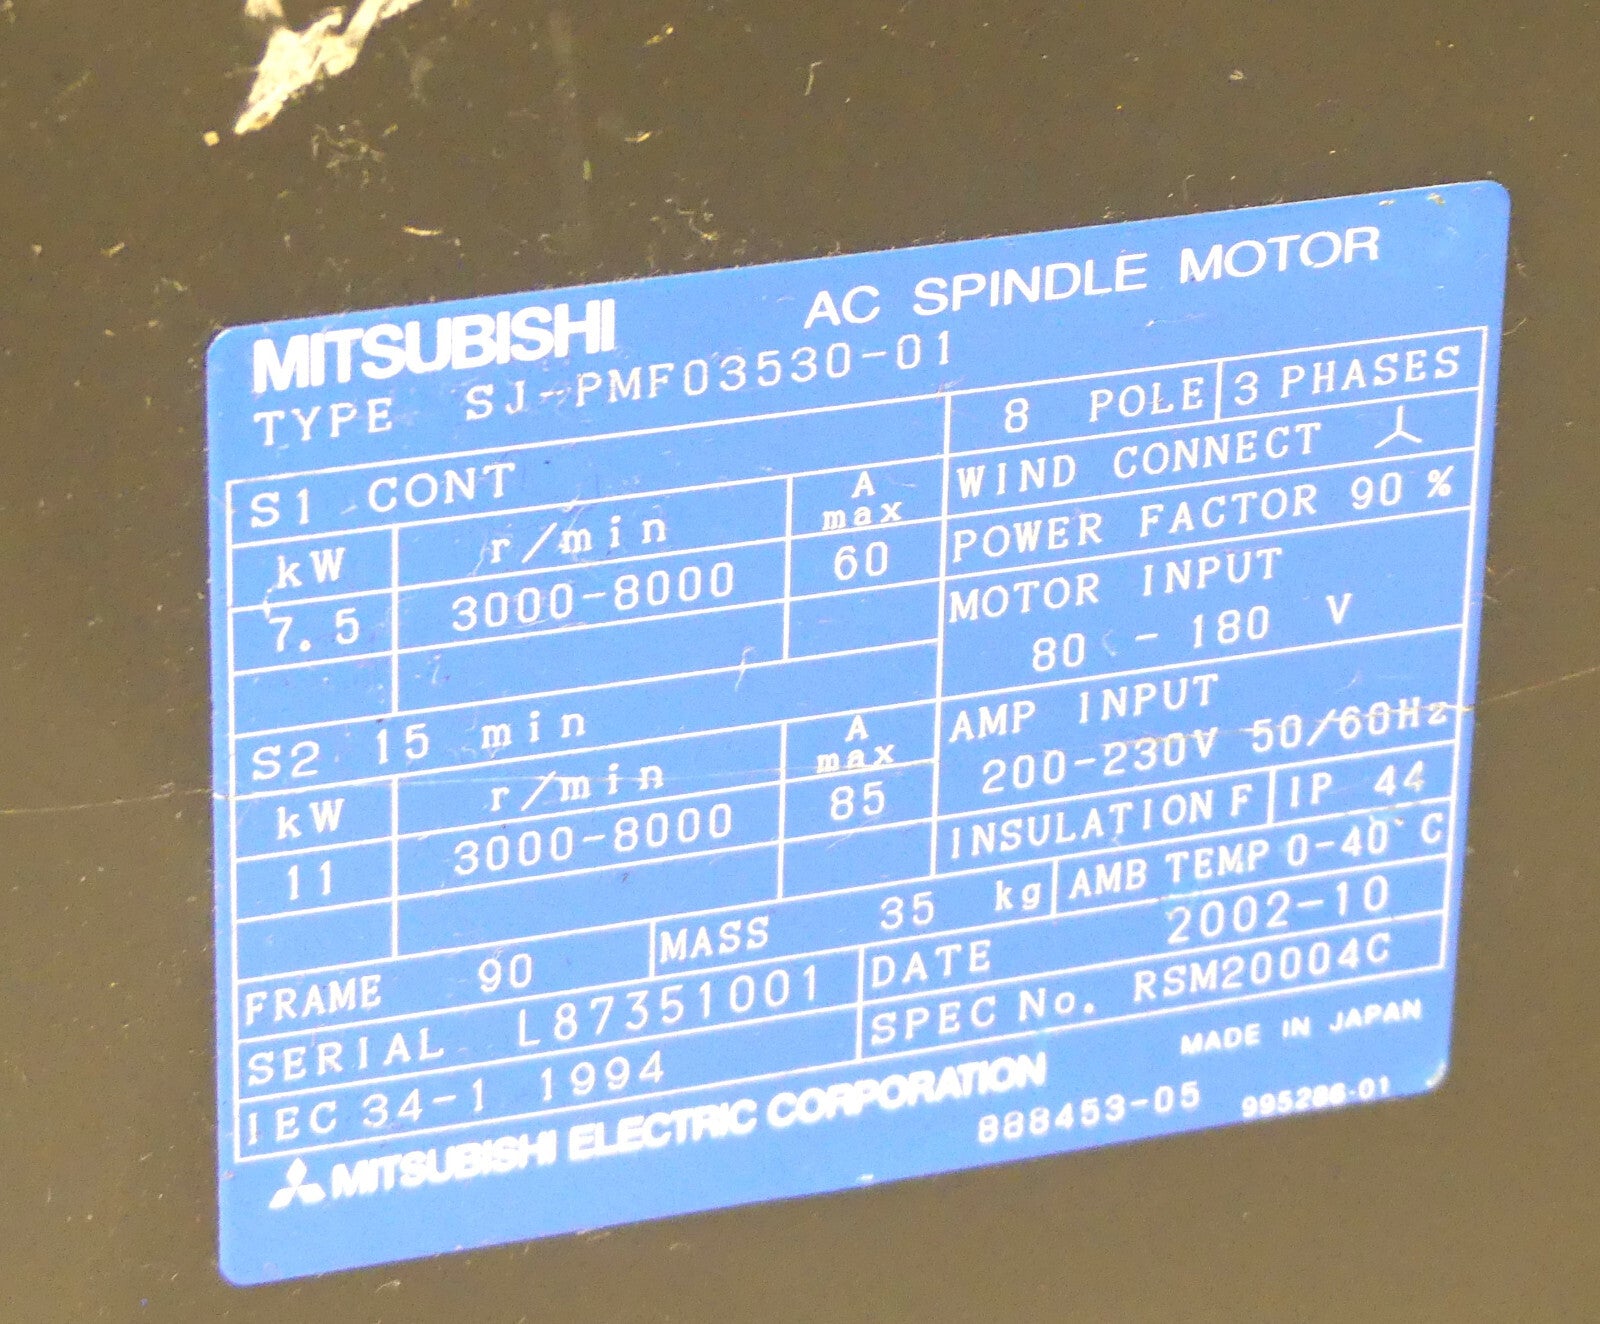 MITSUBISHI AC SPINDLE MOTOR
TYPE SJ-PMF03530-01
8 POLE 3 PHASES
S1 CONT
WIND CONNECT
kW r/min A max
POWER FACTOR 90 %
7.5 3000-8000 60
MOTOR INPUT
80 - 180 V
S2 15 min
AMP INPUT
200-230V 50/60Hz
kW r/min A max
11 3000-8000 85
INSULATION F IP 44
FRAME 90 MASS 35 kg AMB TEMP 0-40°C
SERIAL L87351001 DATE 2002-10
IEC 34-1 1994 SPEC No. RSM20004C
MITSUBISHI ELECTRIC CORPORATION MADE IN JAPAN
888453-05